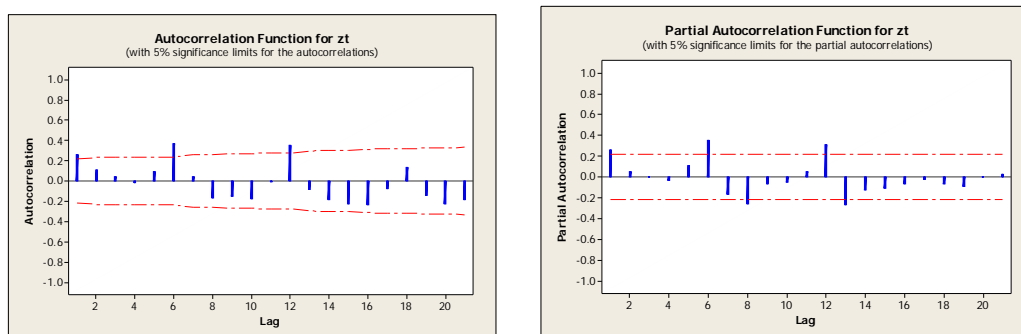 Autocorrelation Function for zt
(with 5% significance limits for the autocorrelations)
Autocorrelation
1.0
0.8
0.6
0.4
0.2
0.0
-0.2
-0.4
-0.6
-0.8
-1.0
2 4 6 8 10 12 14 16 18 20
Lag
Partial Autocorrelation Function for zt
(with 5% significance limits for the partial autocorrelations)
Partial Autocorrelation
1.0
0.8
0.6
0.4
0.2
0.0
-0.2
-0.4
-0.6
-0.8
-1.0
2 4 6 8 10 12 14 16 18 20
Lag